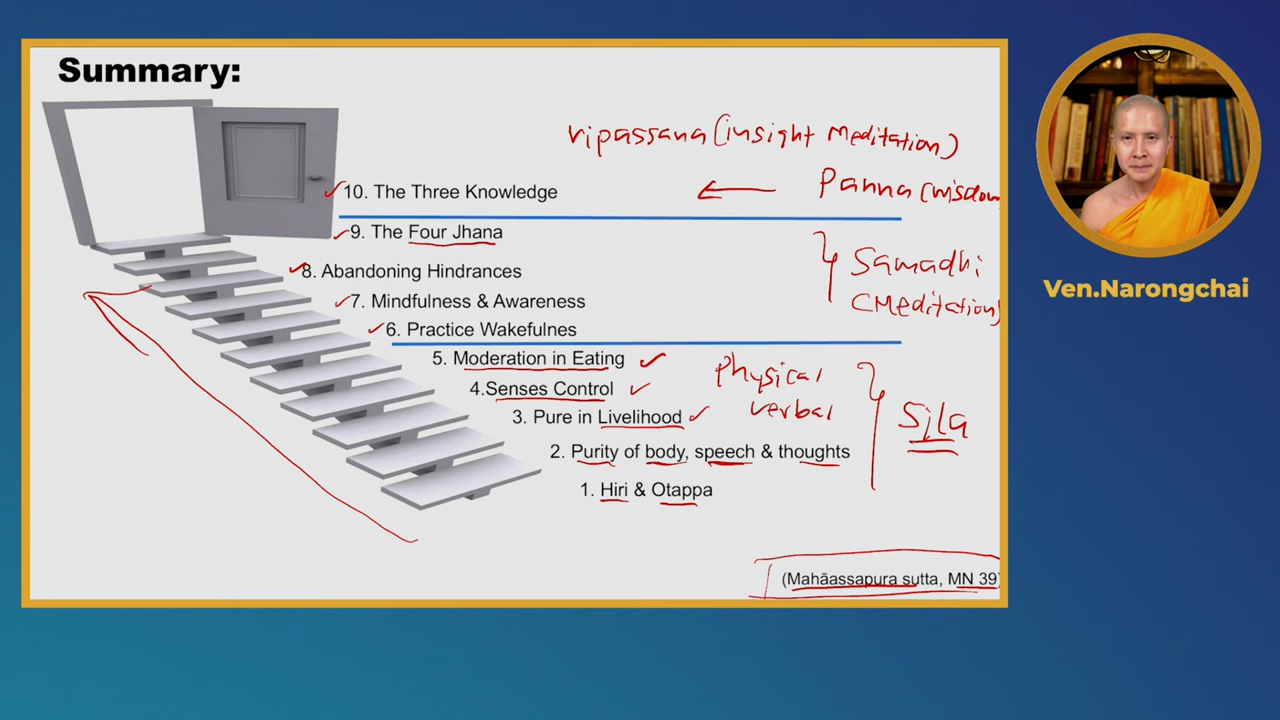 Summary:
vipassana (insight Meditation)
10. The Three Knowledge
Panna (wisdom
9. The Four Jhana
Samadhi
(Meditation)
8. Abandoning Hindrances
7. Mindfulness & Awareness
6. Practice Wakefulnes
5. Moderation in Eating
Physical
verbal
Sila
4.Senses Control
3. Pure in Livelihood
2. Purity of body, speech & thoughts
1. Hiri & Otappa
(Mahāassapura sutta, MN 39)
Ven.Narongchai